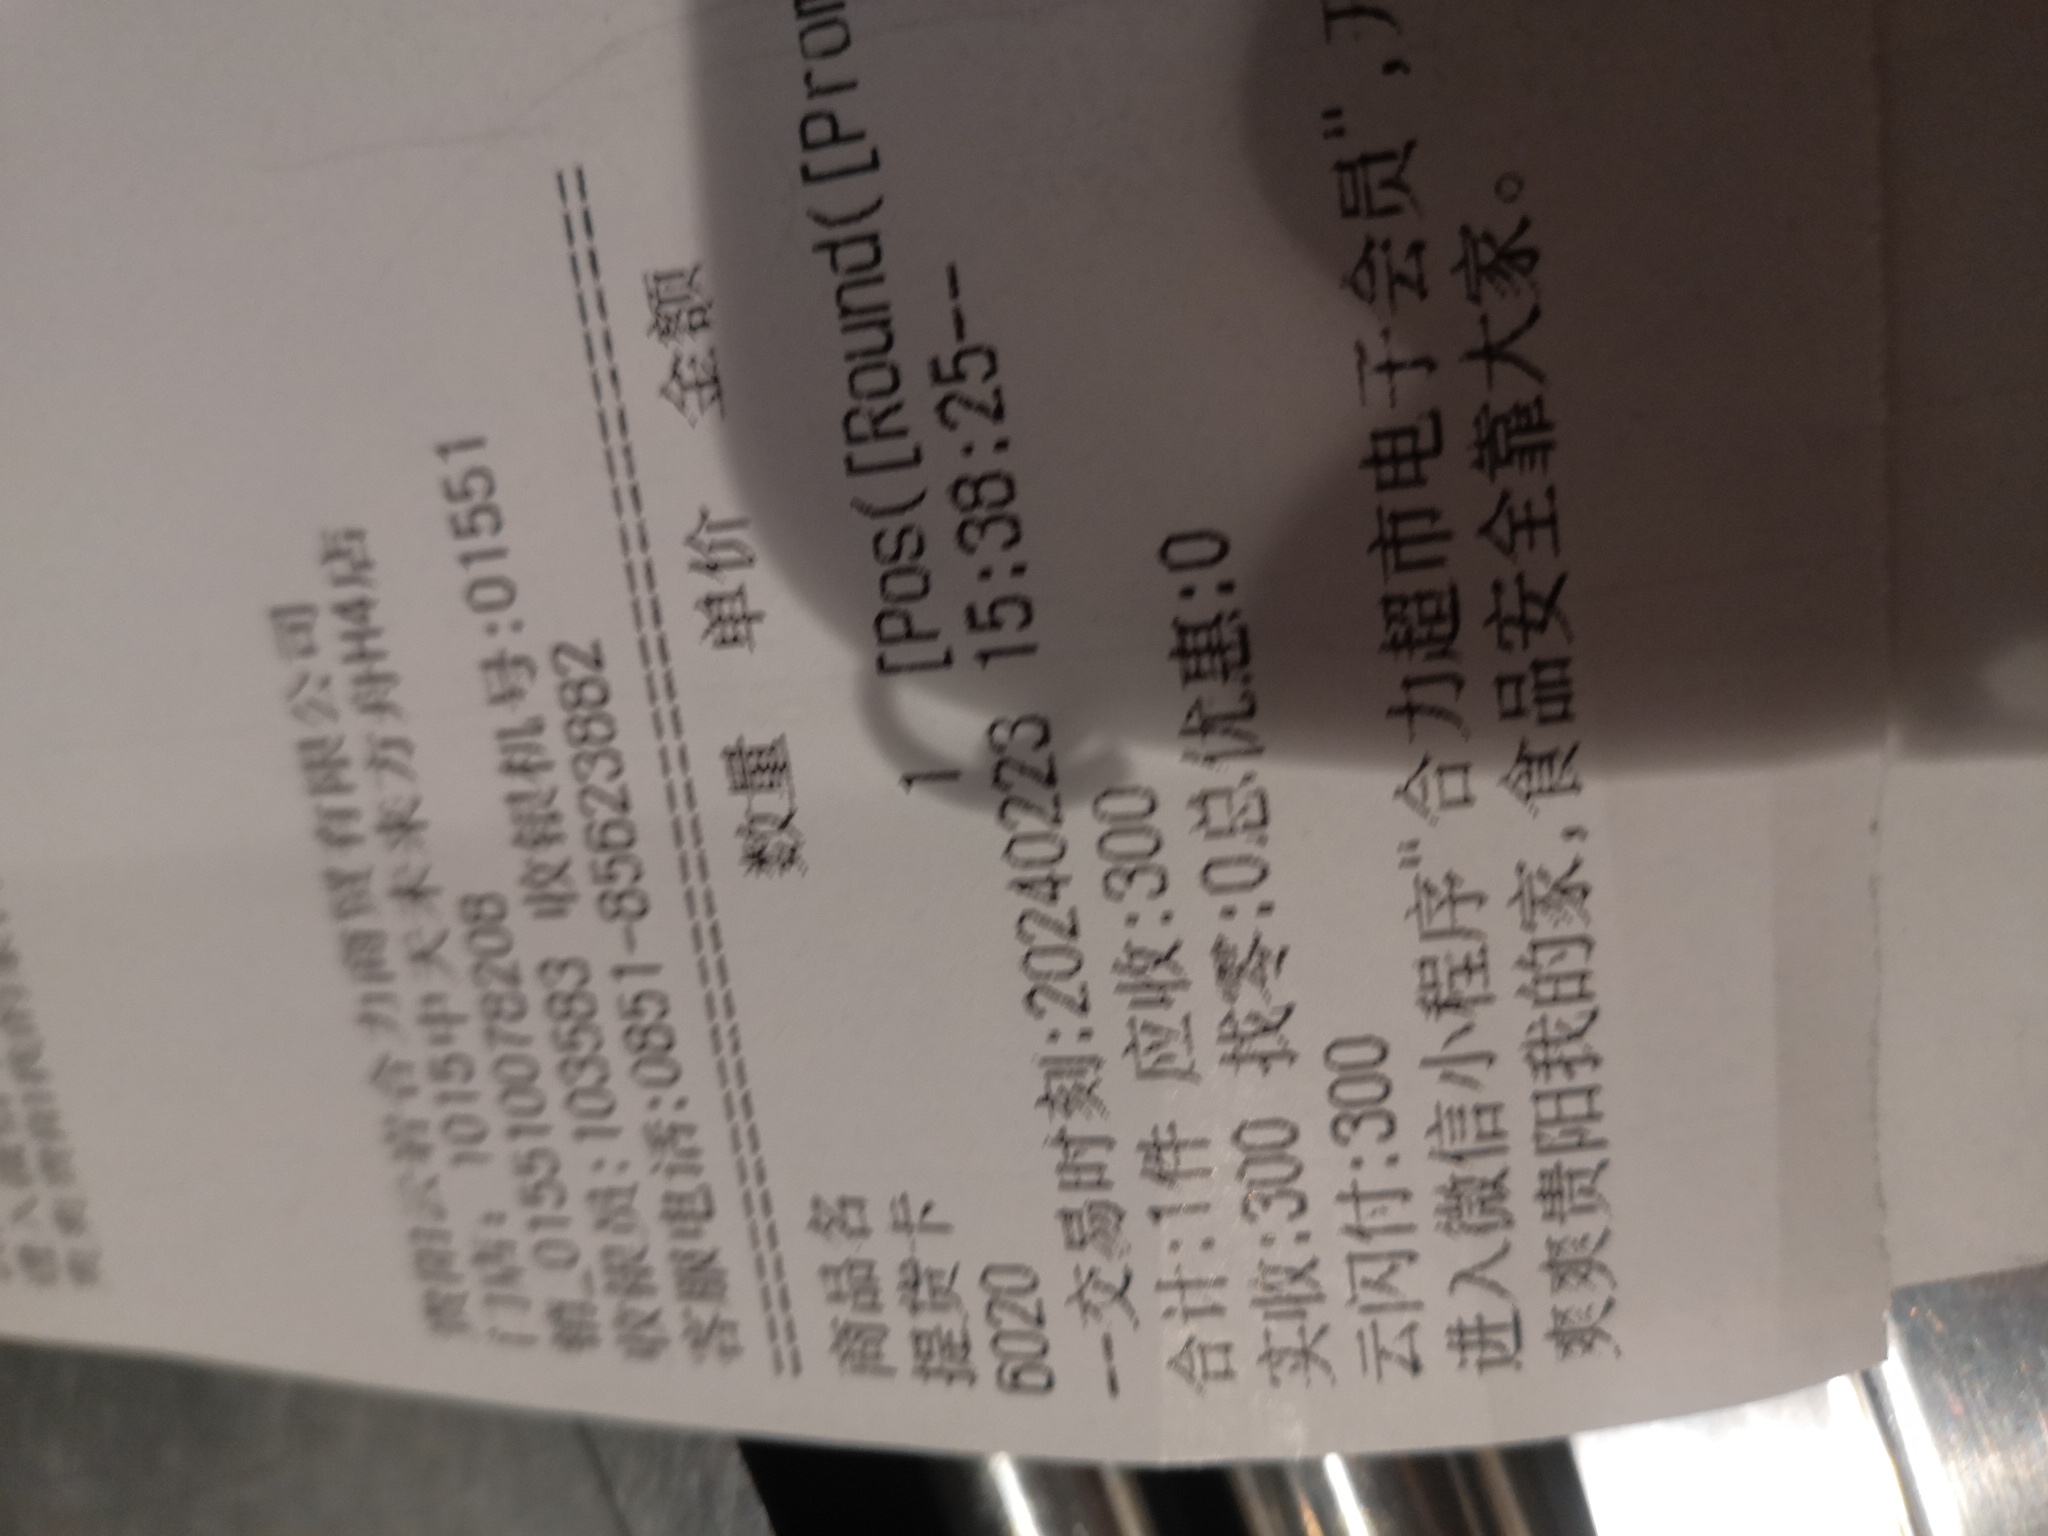 贵阳云岩合力商贸有限公司
门店: 1015中天未来方舟H4店
销_015510078208
收银员:103583 收银机号:01551
客服电话:0851-85623882
商品名 数量 单价 金额
提货卡 1 [Pos([Round([Prom
6020
--交易时刻:20240223 15:38:25--
合计:1件 应收:300
实收:300 找零:0总优惠:0
云闪付:300
进入微信小程序"合力超市电子会员",
爽爽贵阳我的家,食品安全靠大家。